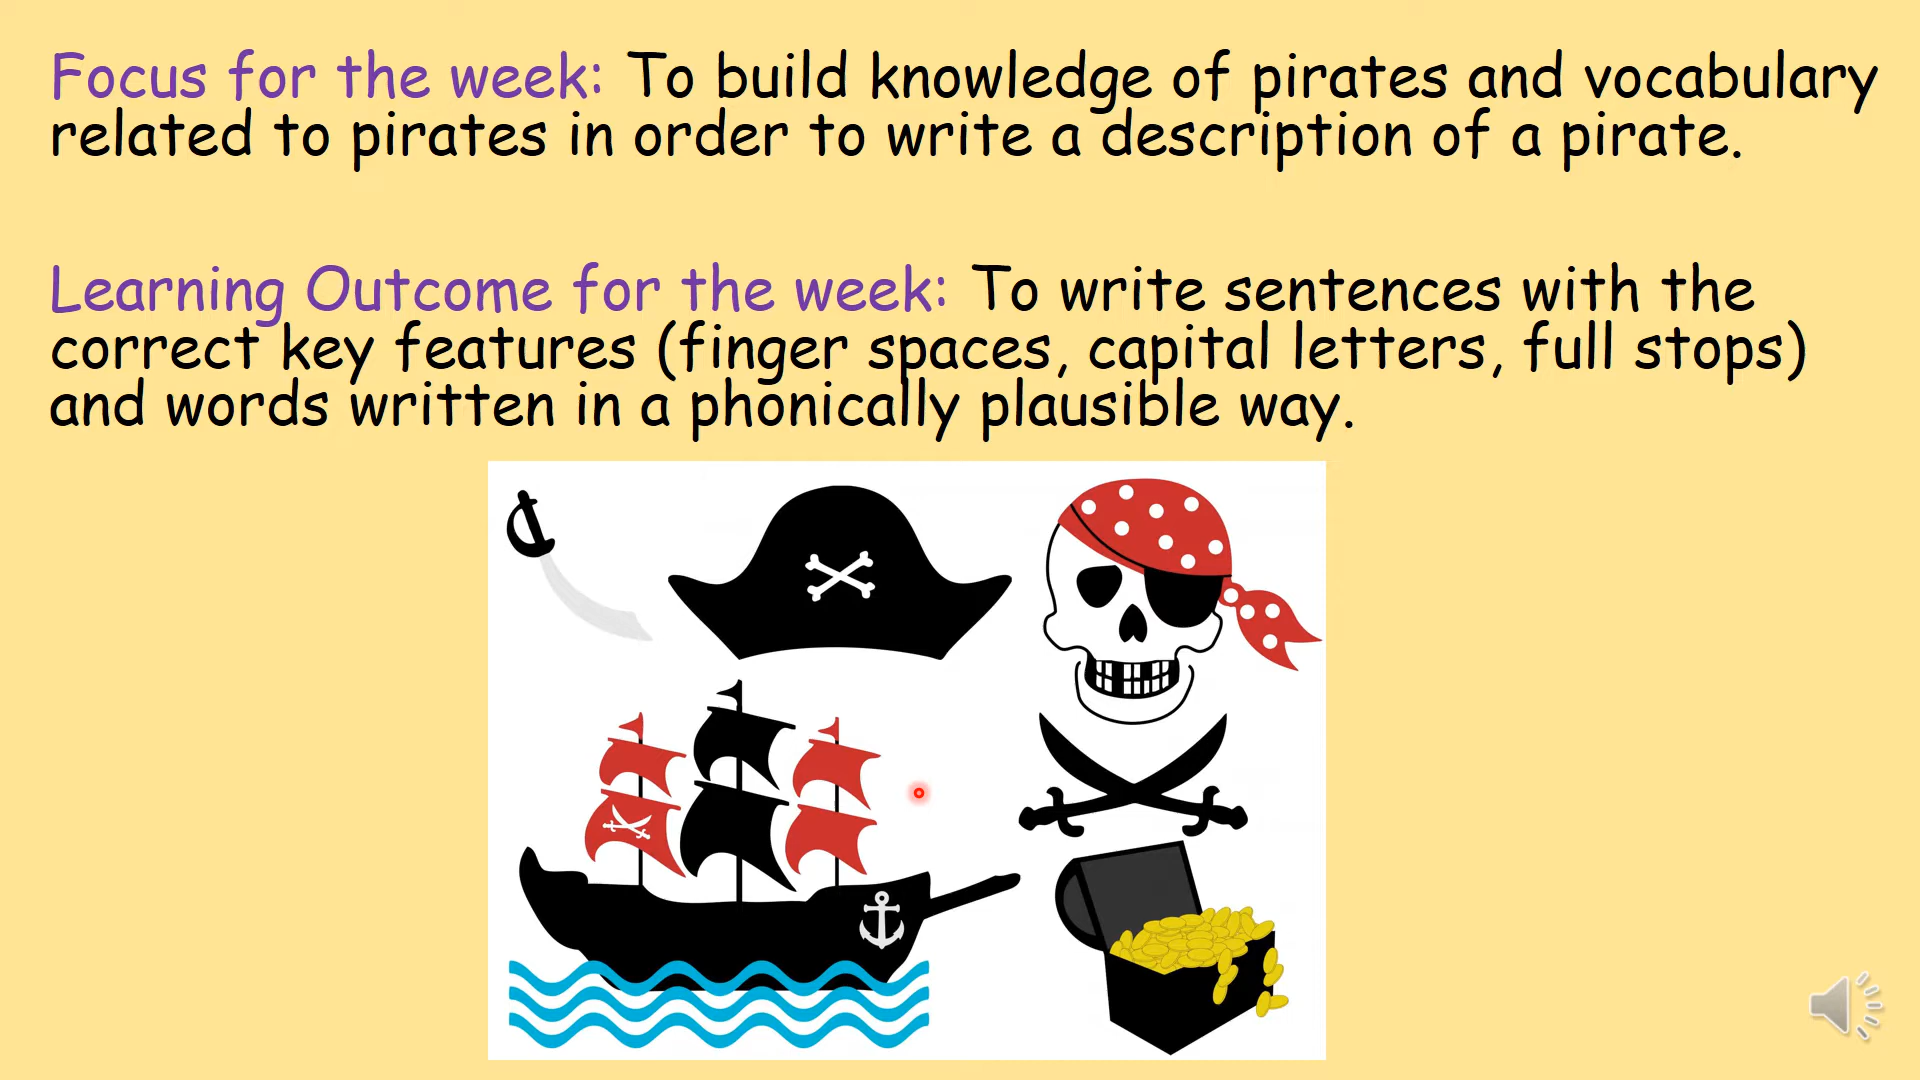 Focus for the week: To build knowledge of pirates and vocabulary
related to pirates in order to write a description of a pirate.
Learning Outcome for the week: To write sentences with the
correct key features (finger spaces, capital letters, full stops)
and words written in a phonically plausible way.